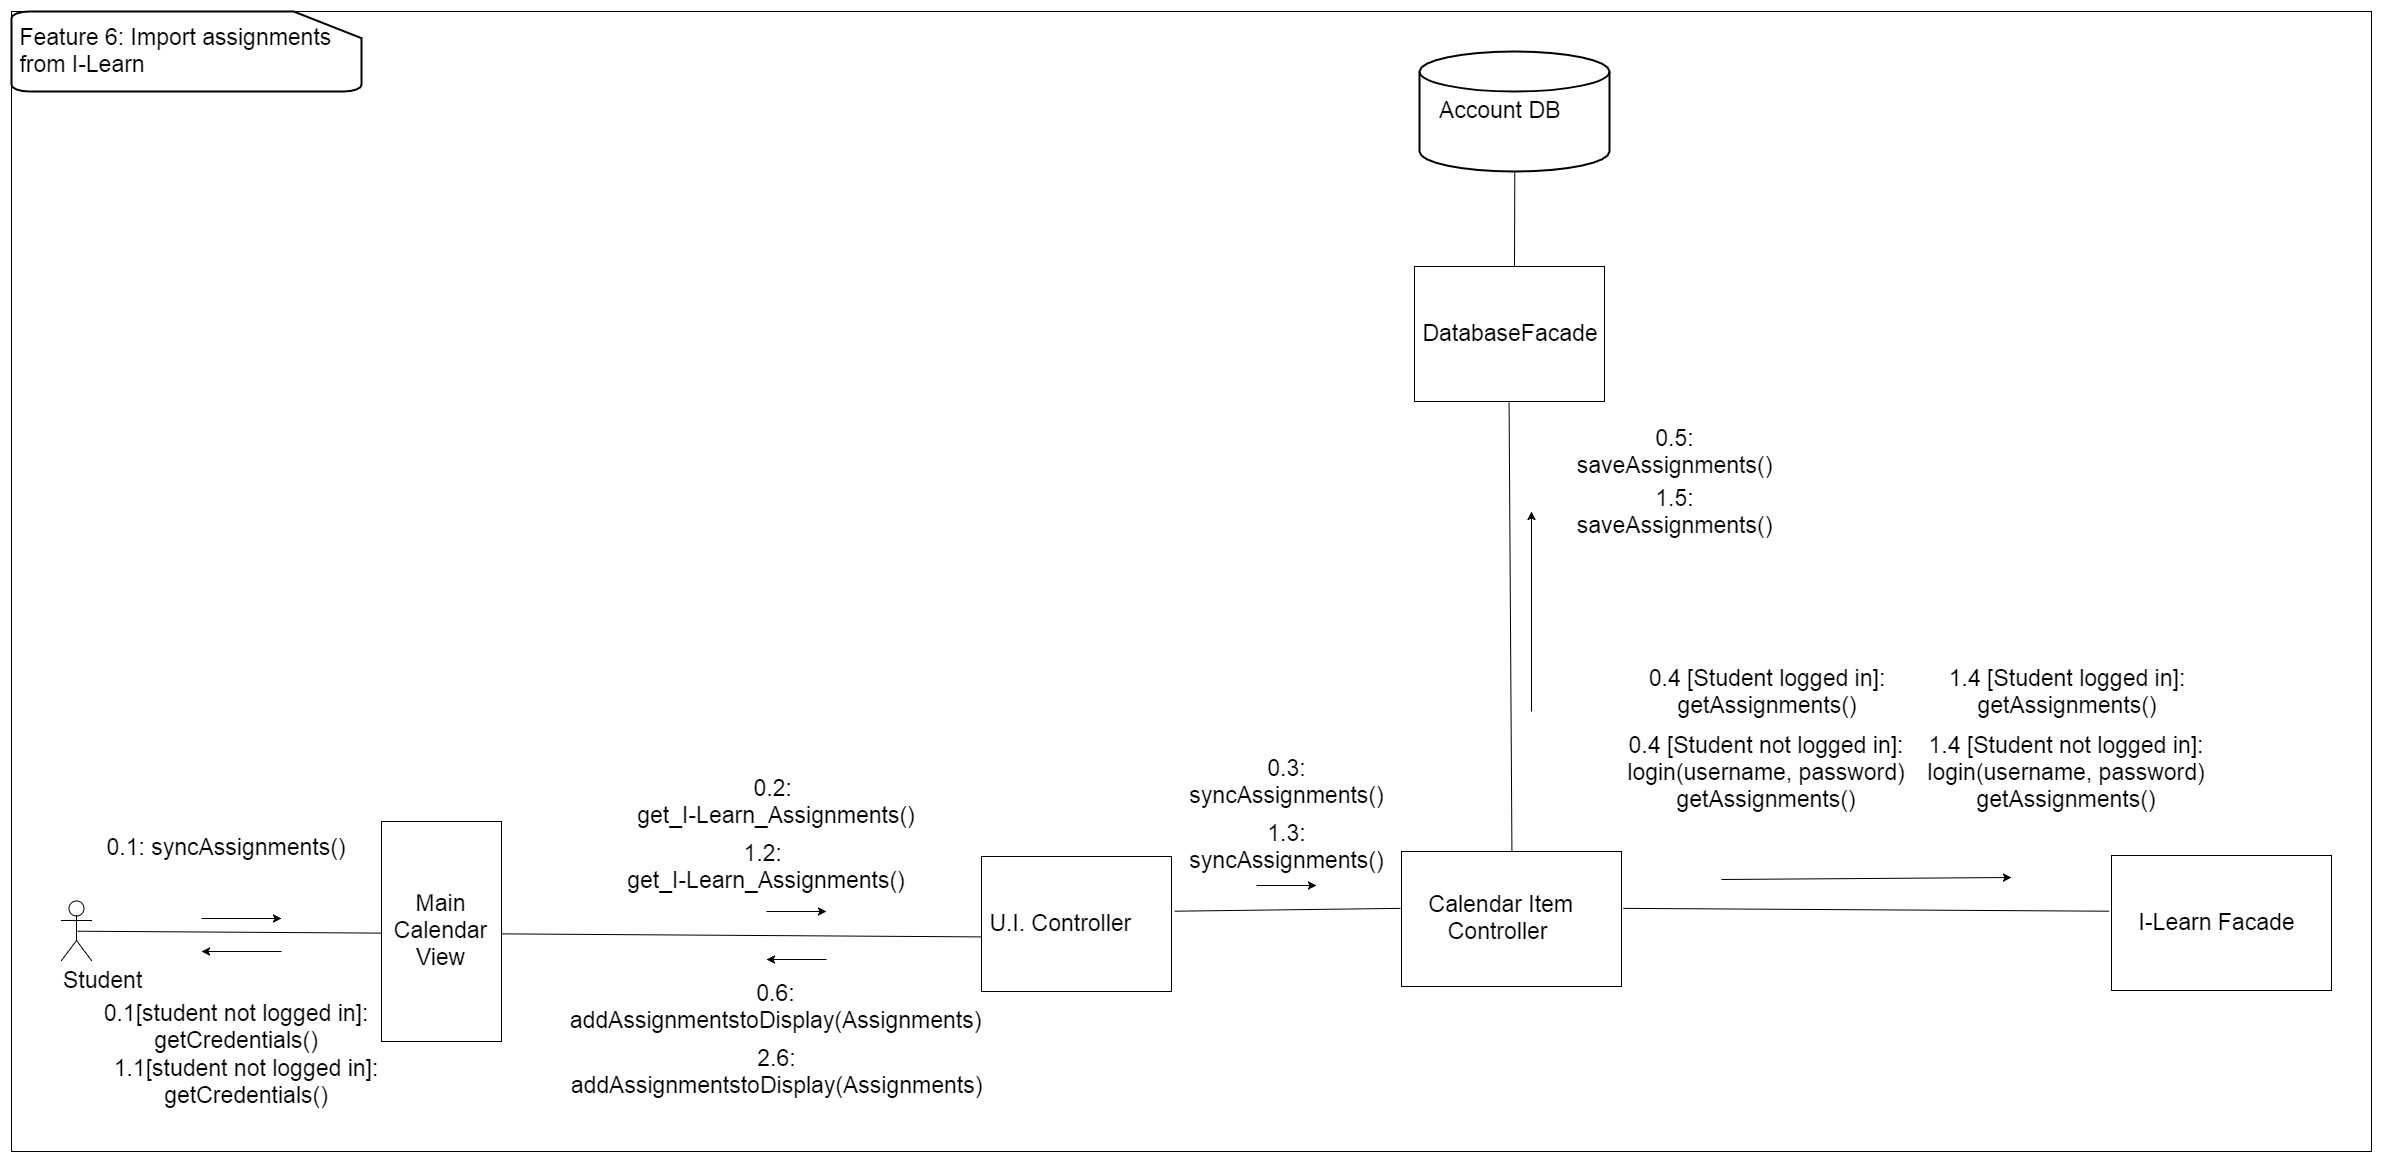 Feature 6: Import assignments
from I-Learn
Account DB
DatabaseFacade
0.5:
saveAssignments()
1.5:
saveAssignments()
0.4 [Student logged in]:
getAssignments()
0.4 [Student not logged in]:
login(username, password)
getAssignments()
1.4 [Student logged in]:
getAssignments()
1.4 [Student not logged in]:
login(username, password)
getAssignments()
0.3:
syncAssignments()
1.3:
syncAssignments()
0.2:
get_I-Learn_Assignments()
1.2:
get_I-Learn_Assignments()
0.1: syncAssignments()
Student
Main
Calendar
View
U.I. Controller
Calendar Item
Controller
I-Learn Facade
0.1[student not logged in]:
getCredentials()
1.1[student not logged in]:
getCredentials()
0.6:
addAssignmentstoDisplay(Assignments)
2.6:
addAssignmentstoDisplay(Assignments)